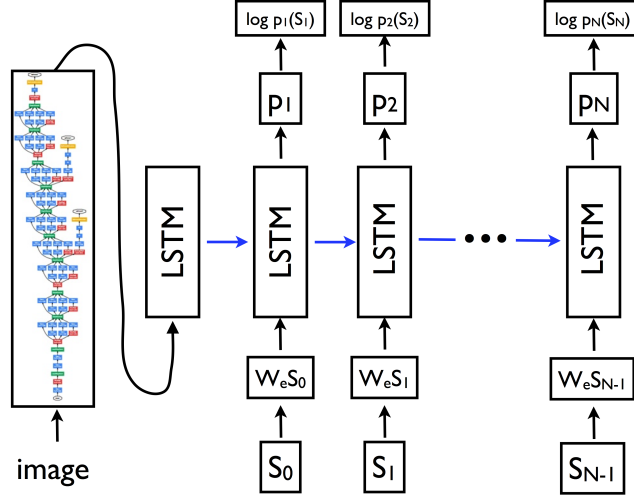 log p₁(S₁) log p₂(S₂) log pN(SN)
p₁ p₂ pN
LSTM LSTM LSTM LSTM
WₑS₀ WₑS₁ WₑSN-1
image S₀ S₁ SN-1